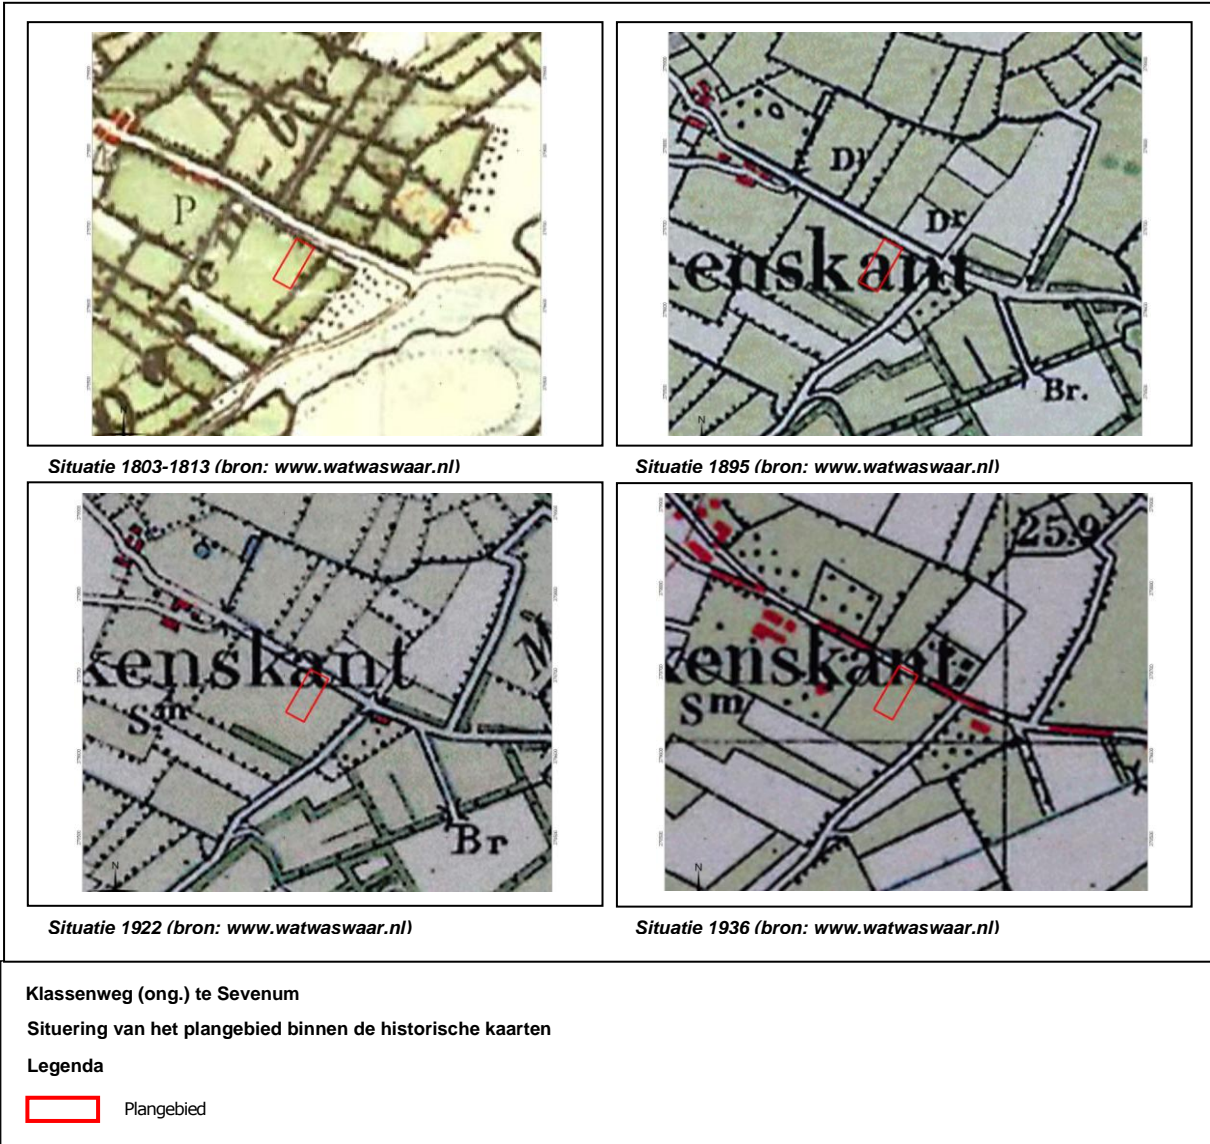 P
Dr
Dr
enskant
Br.
Situatie 1803-1813 (bron: www.watwaswaar.nl)
Situatie 1895 (bron: www.watwaswaar.nl)
kenskant
Sm
Br
N
25.9
kenskant
Sm
N
Situatie 1922 (bron: www.watwaswaar.nl)
Situatie 1936 (bron: www.watwaswaar.nl)
Klassenweg (ong.) te Sevenum
Situering van het plangebied binnen de historische kaarten
Legenda
Plangebied